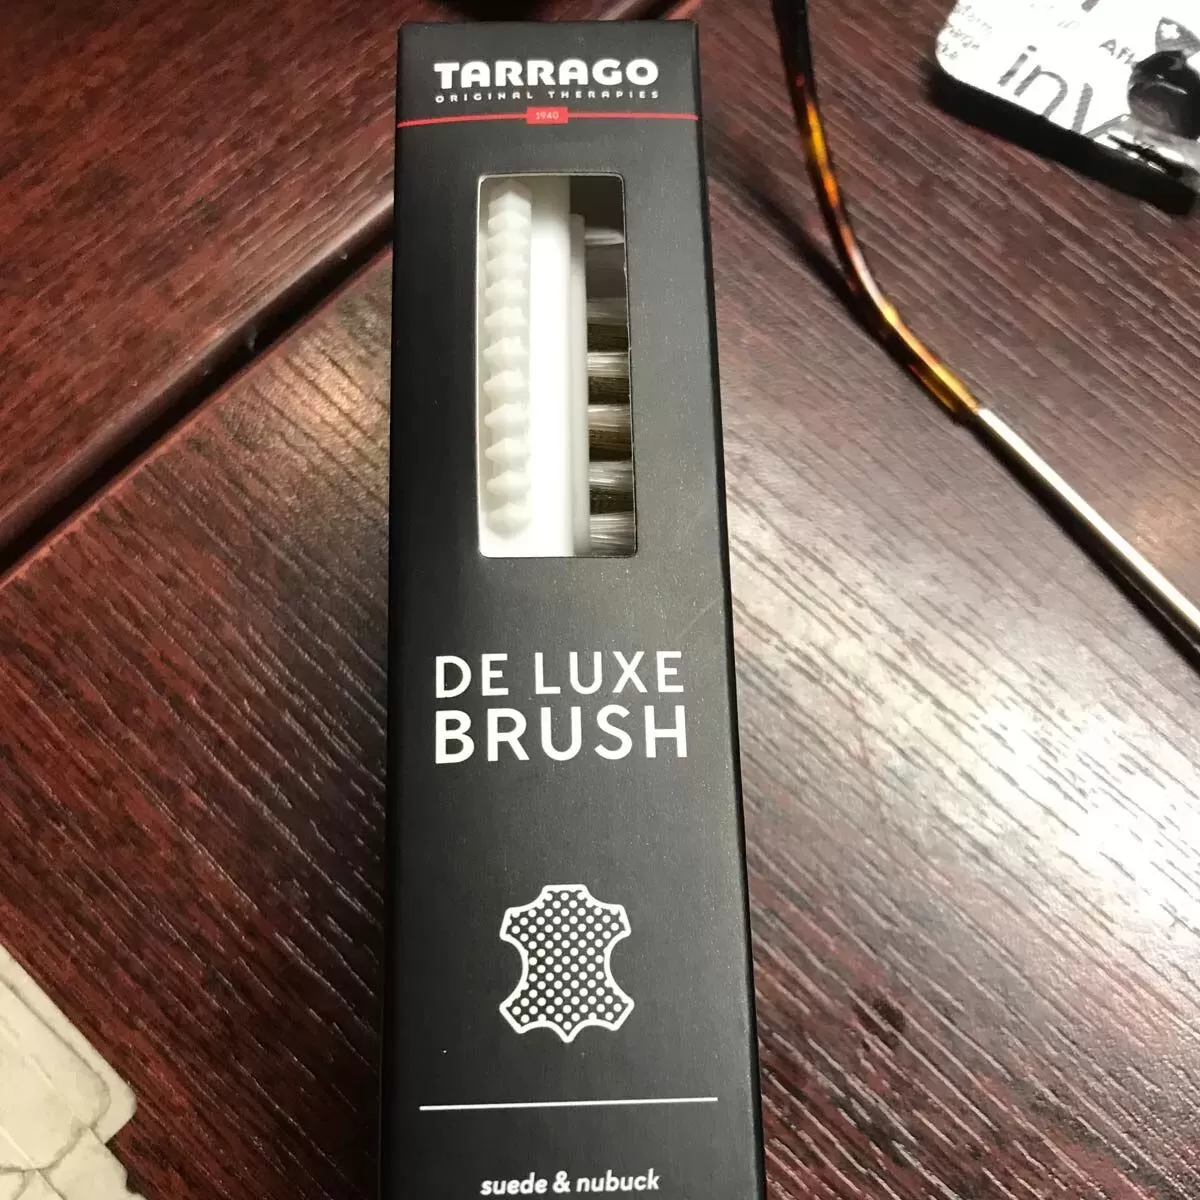 TARRAGO
ORIGINAL THERAPIES
1940
DE LUXE
BRUSH
suede & nubuck